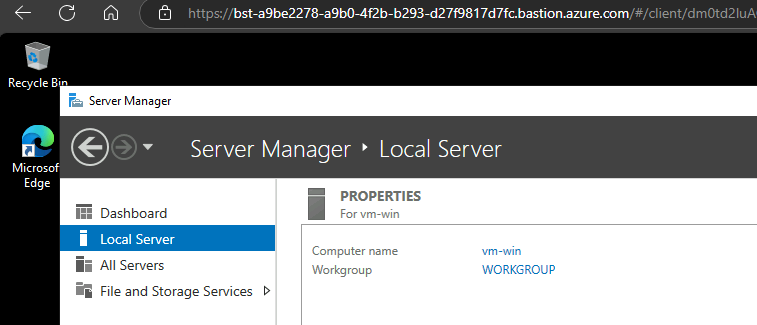 https://bst-a9be2278-a9b0-4f2b-b293-d27f9817d7fc.bastion.azure.com/#/client/dm0td2luA
Recycle Bin
Server Manager
Microsoft
Edge
Server Manager ‣ Local Server
Dashboard
Local Server
All Servers
File and Storage Services
PROPERTIES
For vm-win
Computer name vm-win
Workgroup WORKGROUP